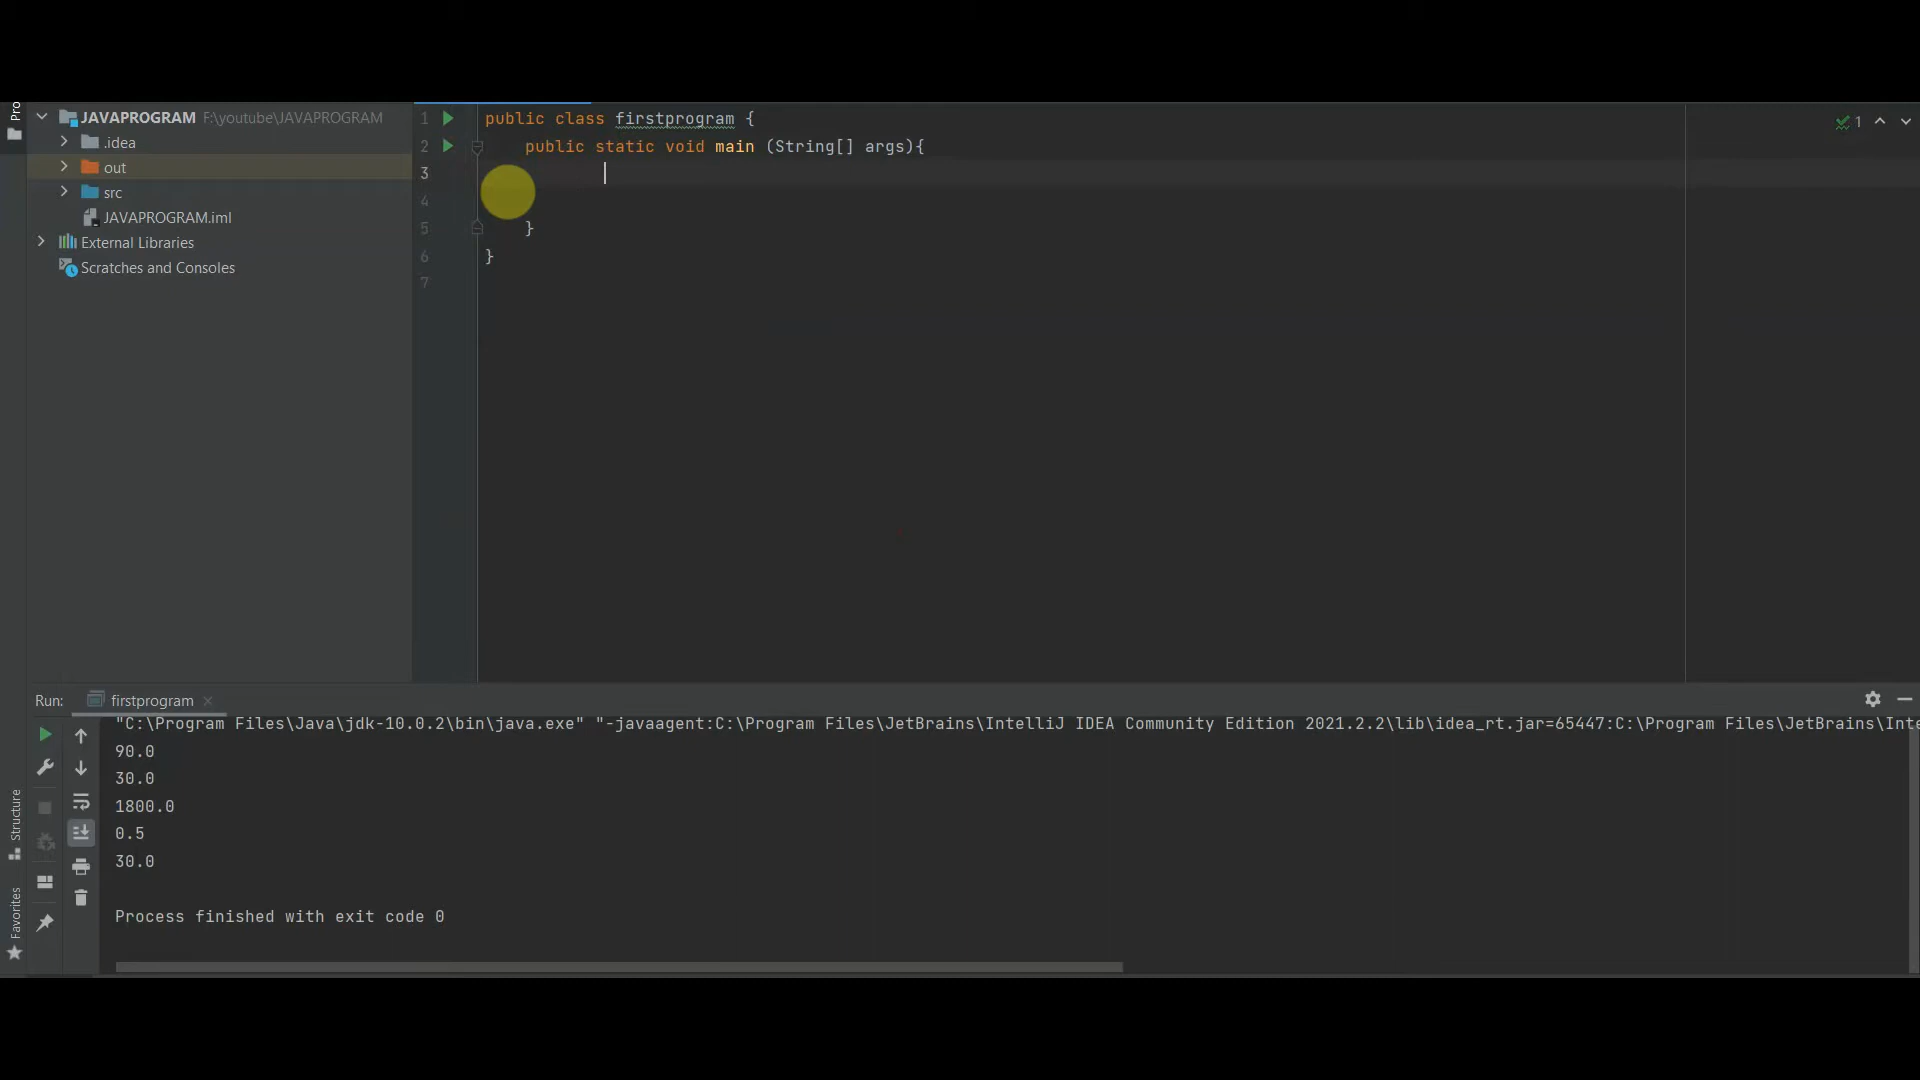 Pro
JAVAPROGRAM F:\youtube\JAVAPROGRAM
.idea
out
src
JAVAPROGRAM.iml
External Libraries
Scratches and Consoles
1 public class firstprogram {
2 public static void main (String[] args){
3
4
5 }
6 }
7
1
Run: firstprogram
"C:\Program Files\Java\jdk-10.0.2\bin\java.exe" "-javaagent:C:\Program Files\JetBrains\IntelliJ IDEA Community Edition 2021.2.2\lib\idea_rt.jar=65447:C:\Program Files\JetBrains\Inte
90.0
30.0
1800.0
0.5
30.0
Process finished with exit code 0
Structure
Favorites